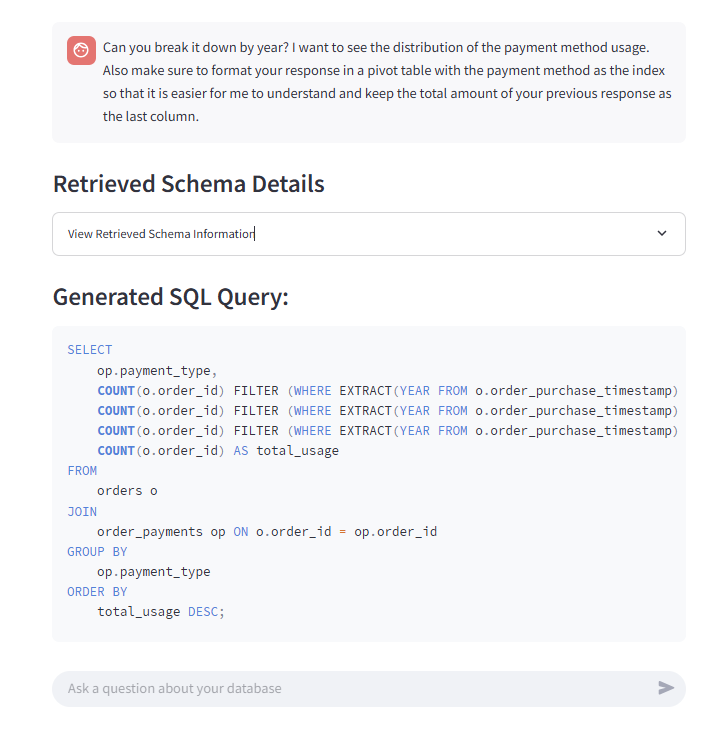 Can you break it down by year? I want to see the distribution of the payment method usage.
Also make sure to format your response in a pivot table with the payment method as the index
so that it is easier for me to understand and keep the total amount of your previous response as
the last column.
Retrieved Schema Details
View Retrieved Schema Information
Generated SQL Query:
SELECT
op.payment_type,
COUNT(o.order_id) FILTER (WHERE EXTRACT(YEAR FROM o.order_purchase_timestamp)
COUNT(o.order_id) FILTER (WHERE EXTRACT(YEAR FROM o.order_purchase_timestamp)
COUNT(o.order_id) FILTER (WHERE EXTRACT(YEAR FROM o.order_purchase_timestamp)
COUNT(o.order_id) AS total_usage
FROM
orders o
JOIN
order_payments op ON o.order_id = op.order_id
GROUP BY
op.payment_type
ORDER BY
total_usage DESC;
Ask a question about your database